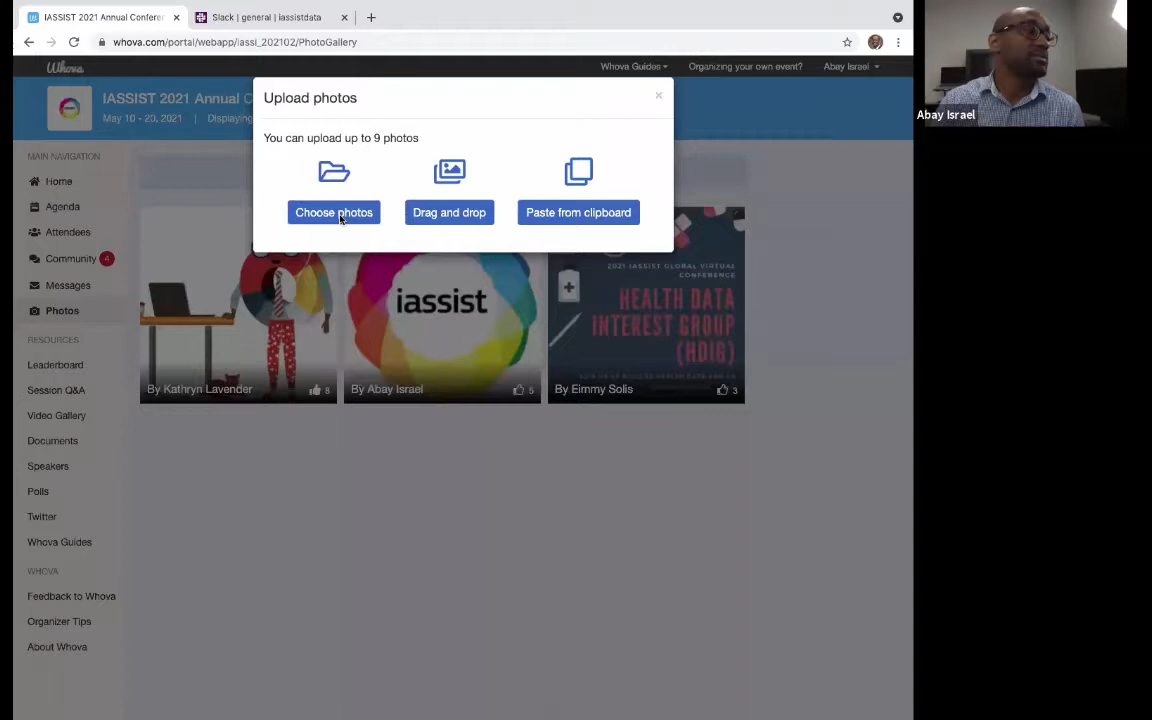 IASSIST 2021 Annual Conferen
Slack | general | iassistdata
whova.com/portal/webapp/iassi_202102/PhotoGallery
Whova
Whova Guides
Organizing your own event?
Abay Israel
IASSIST 2021 Annual C
May 10 - 20, 2021 | Displaying
Upload photos
You can upload up to 9 photos
Choose photos
Drag and drop
Paste from clipboard
MAIN NAVIGATION
Home
Agenda
Attendees
Community 4
Messages
Photos
RESOURCES
Leaderboard
Session Q&A
Video Gallery
Documents
Speakers
Polls
Twitter
Whova Guides
WHOVA
Feedback to Whova
Organizer Tips
About Whova
By Kathryn Lavender 8
iassist
By Abay Israel 5
2021 IASSIST GLOBAL VIRTUAL
CONFERENCE
HEALTH DATA
INTEREST GROUP
(HDIG)
By Eimmy Solis 3
Abay Israel